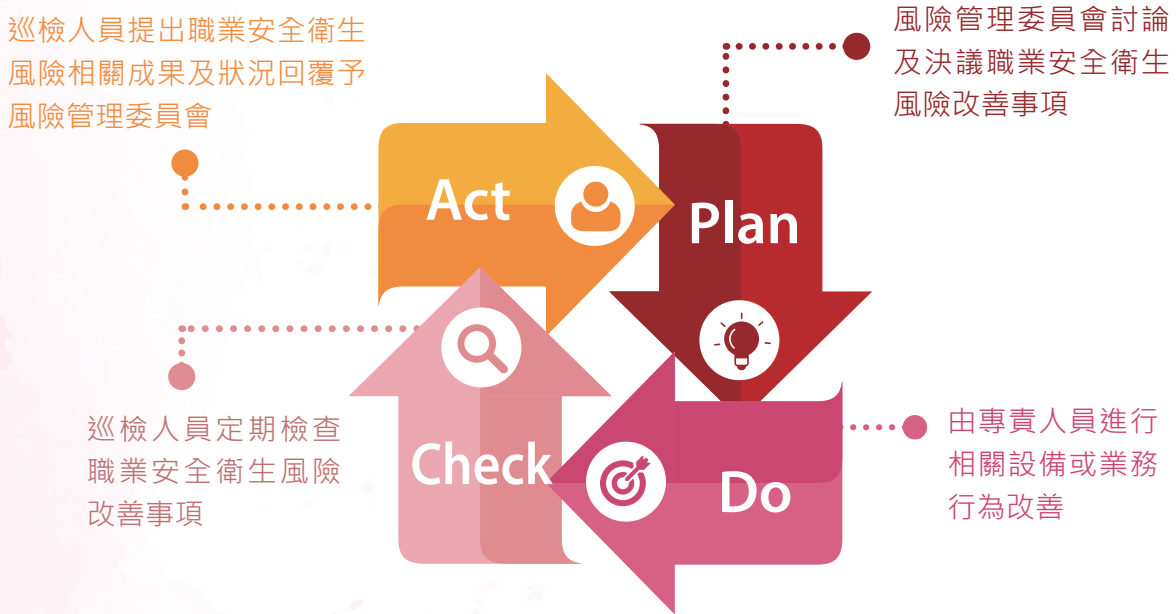 巡檢人員提出職業安全衛生
風險相關成果及狀況回覆予
風險管理委員會
Act
風險管理委員會討論
及決議職業安全衛生
風險改善事項
Plan
由專責人員進行
相關設備或業務
行為改善
Do
巡檢人員定期檢查
職業安全衛生風險
改善事項
Check